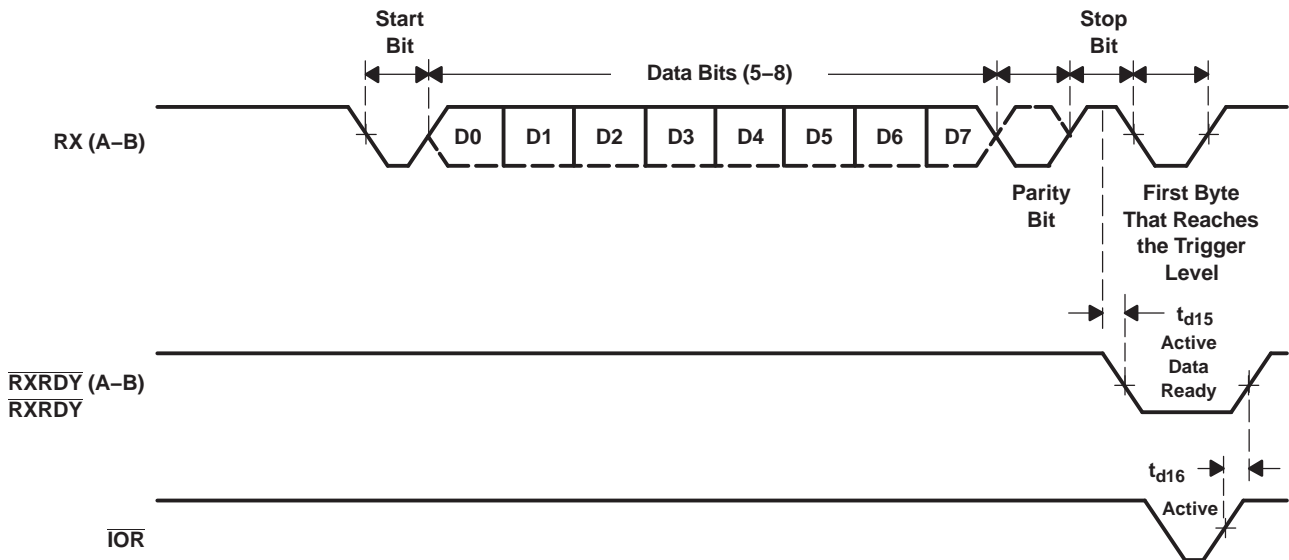 Start
Bit
Data Bits (5–8)
Stop
Bit
RX (A–B)
D0 D1 D2 D3 D4 D5 D6 D7
Parity
Bit
First Byte
That Reaches
the Trigger
Level
td15
Active
Data
Ready
RXRDY (A–B)
RXRDY
td16
Active
IOR